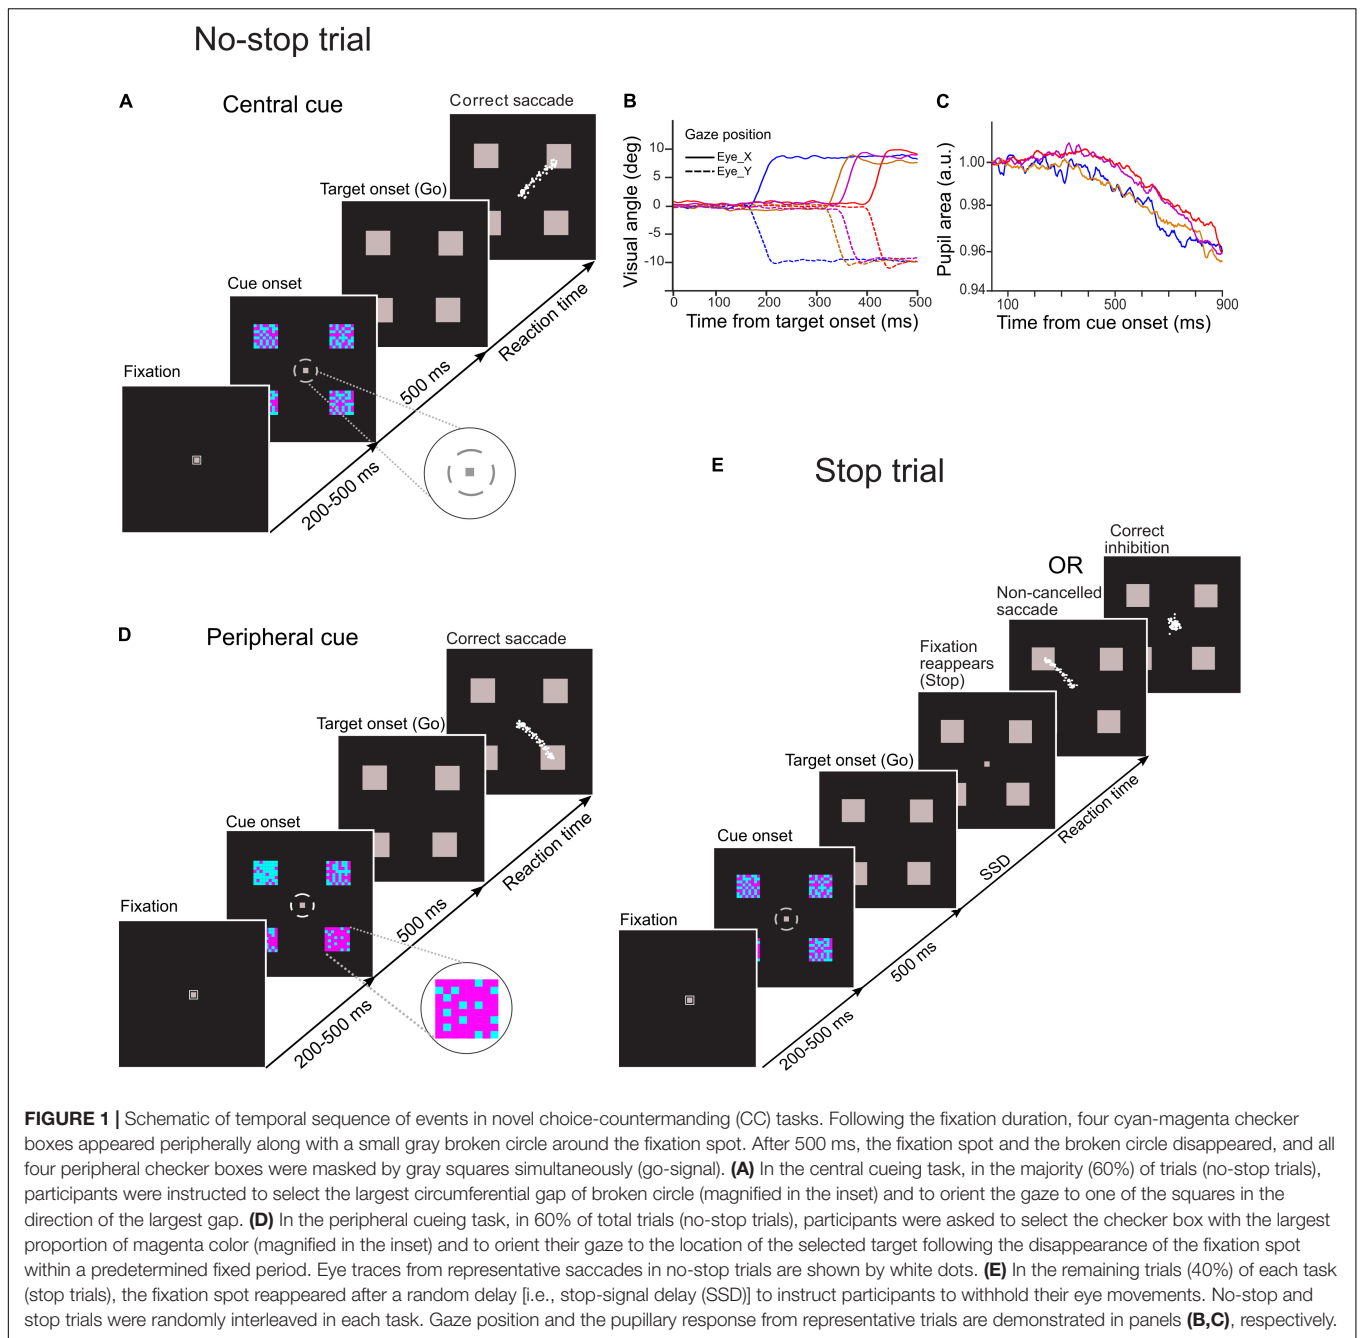 No-stop trial
A
Central cue
Correct saccade
Target onset (Go)
Cue onset
Fixation
200-500 ms
500 ms
Reaction time
B
Gaze position
Eye_X
Eye_Y
Visual angle (deg)
10
5
0
-5
-10
0
100
200
300
400
500
Time from target onset (ms)
C
Pupil area (a.u.)
1.00
0.98
0.96
0.94
100
500
900
Time from cue onset (ms)
D
Peripheral cue
Correct saccade
Target onset (Go)
Cue onset
Fixation
200-500 ms
500 ms
Reaction time
E
Stop trial
Correct
inhibition
OR
Non-cancelled
saccade
Fixation
reappears
(Stop)
Target onset (Go)
Cue onset
Fixation
200-500 ms
500 ms
SSD
Reaction time
FIGURE 1 | Schematic of temporal sequence of events in novel choice-countermanding (CC) tasks. Following the fixation duration, four cyan-magenta checker
boxes appeared peripherally along with a small gray broken circle around the fixation spot. After 500 ms, the fixation spot and the broken circle disappeared, and all
four peripheral checker boxes were masked by gray squares simultaneously (go-signal). (A) In the central cueing task, in the majority (60%) of trials (no-stop trials),
participants were instructed to select the largest circumferential gap of broken circle (magnified in the inset) and to orient the gaze to one of the squares in the
direction of the largest gap. (D) In the peripheral cueing task, in 60% of total trials (no-stop trials), participants were asked to select the checker box with the largest
proportion of magenta color (magnified in the inset) and to orient their gaze to the location of the selected target following the disappearance of the fixation spot
within a predetermined fixed period. Eye traces from representative saccades in no-stop trials are shown by white dots. (E) In the remaining trials (40%) of each task
(stop trials), the fixation spot reappeared after a random delay [i.e., stop-signal delay (SSD)] to instruct participants to withhold their eye movements. No-stop and
stop trials were randomly interleaved in each task. Gaze position and the pupillary response from representative trials are demonstrated in panels (B,C), respectively.